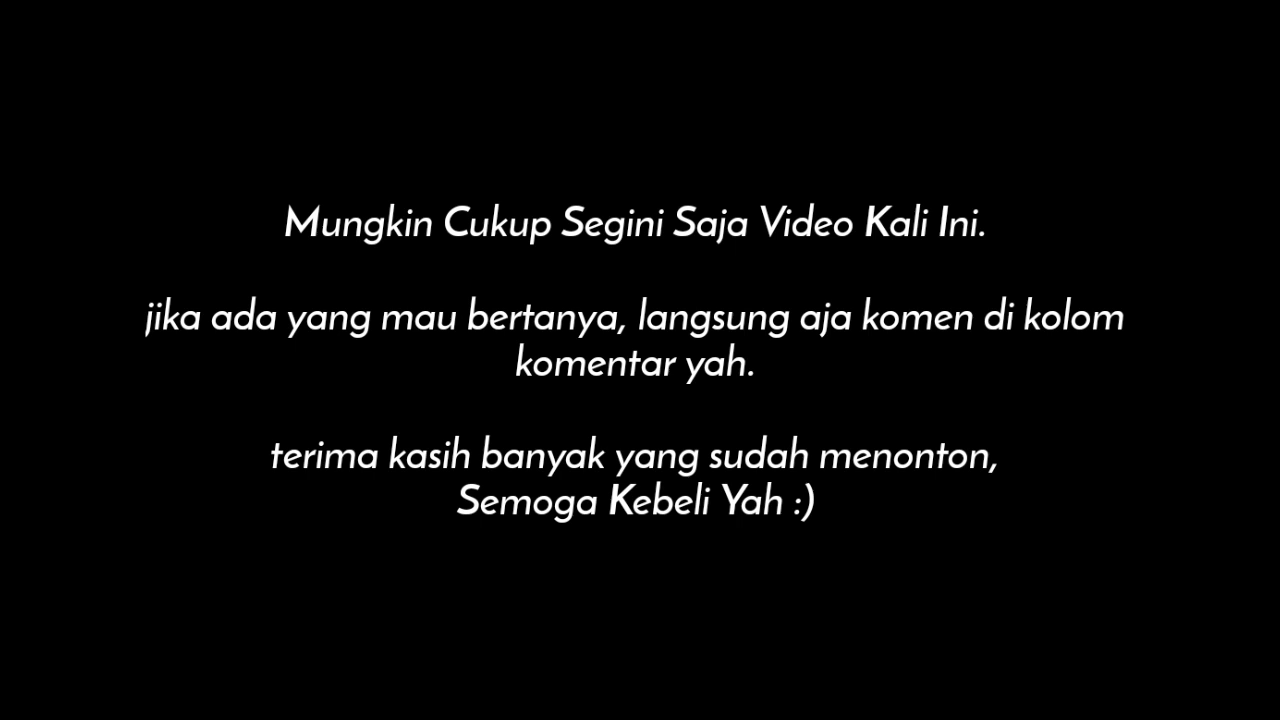 Mungkin Cukup Segini Saja Video Kali Ini.
jika ada yang mau bertanya, langsung aja komen di kolom
komentar yah.
terima kasih banyak yang sudah menonton,
Semoga Kebeli Yah :)